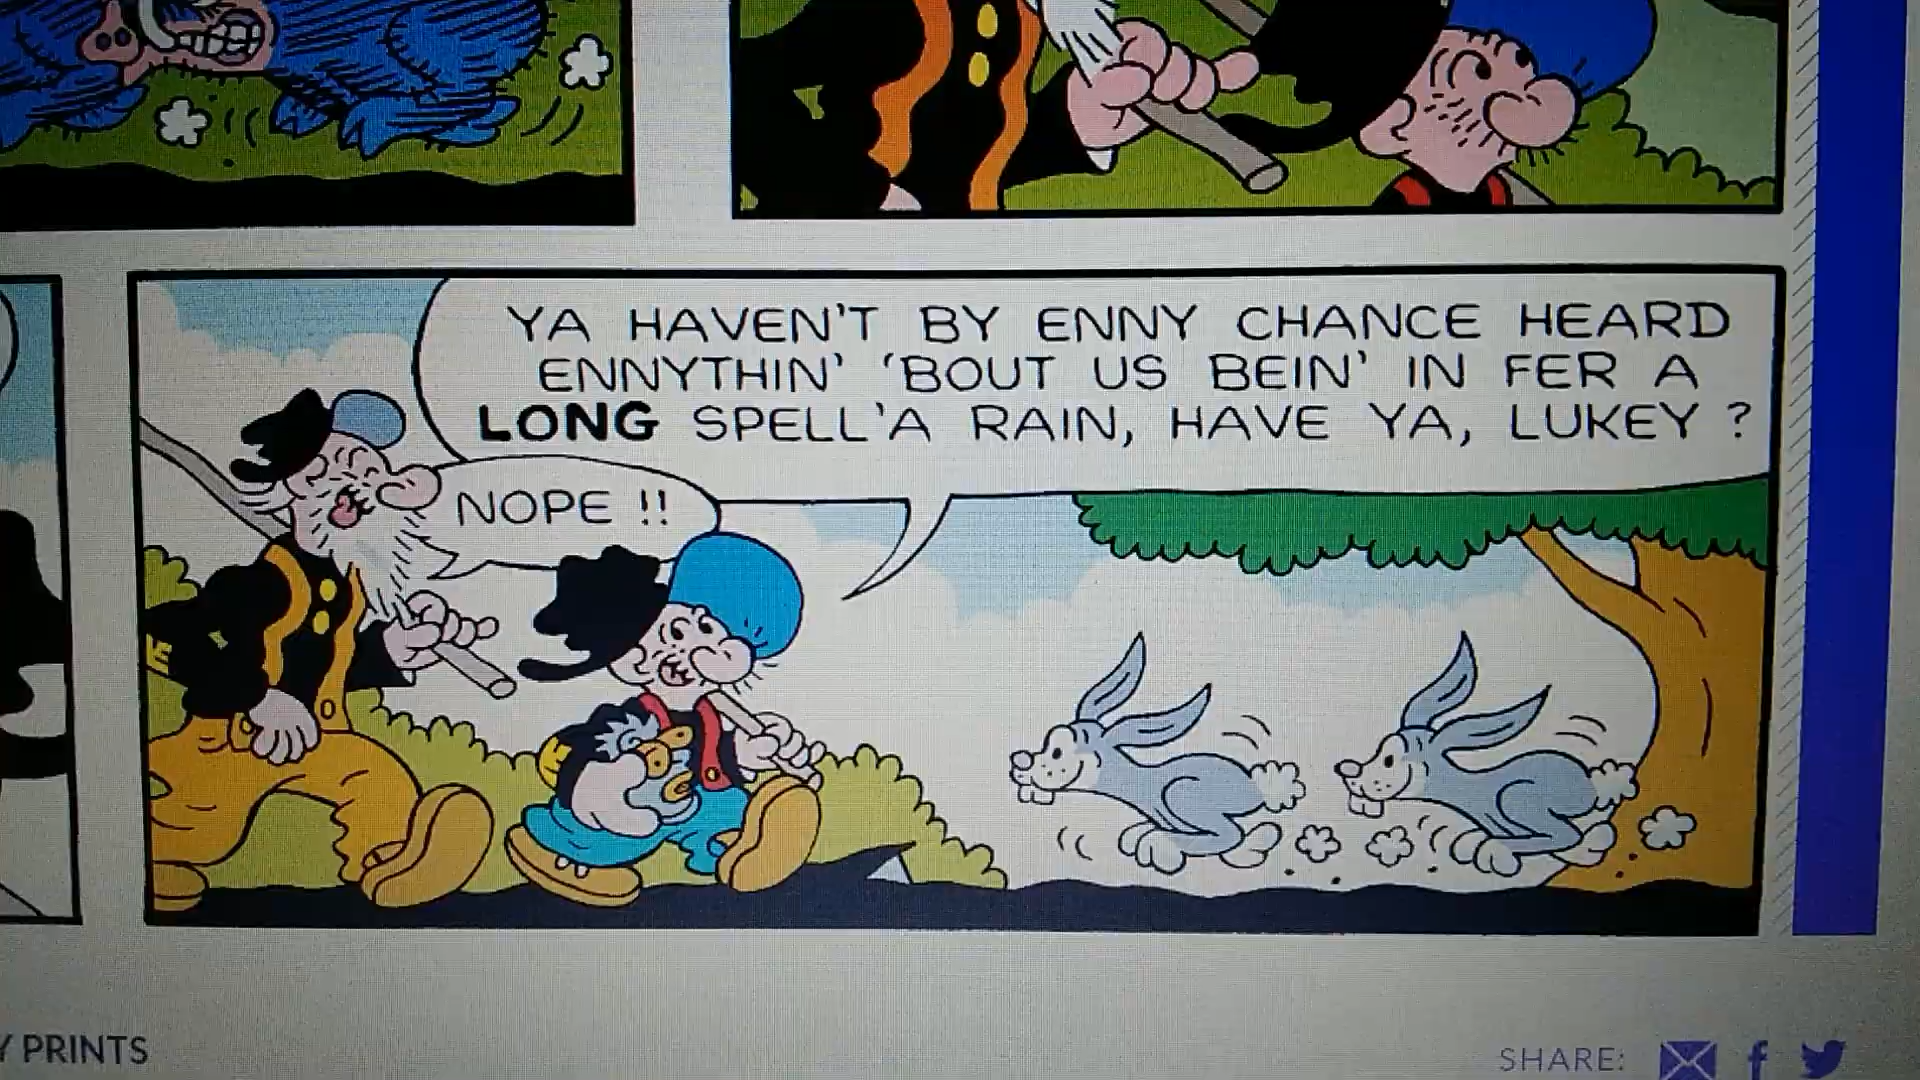 YA HAVEN'T BY ENNY CHANCE HEARD
ENNYTHIN' 'BOUT US BEIN' IN FER A
LONG SPELL 'A RAIN, HAVE YA, LUKEY ?
NOPE !!
Y PRINTS
SHARE: